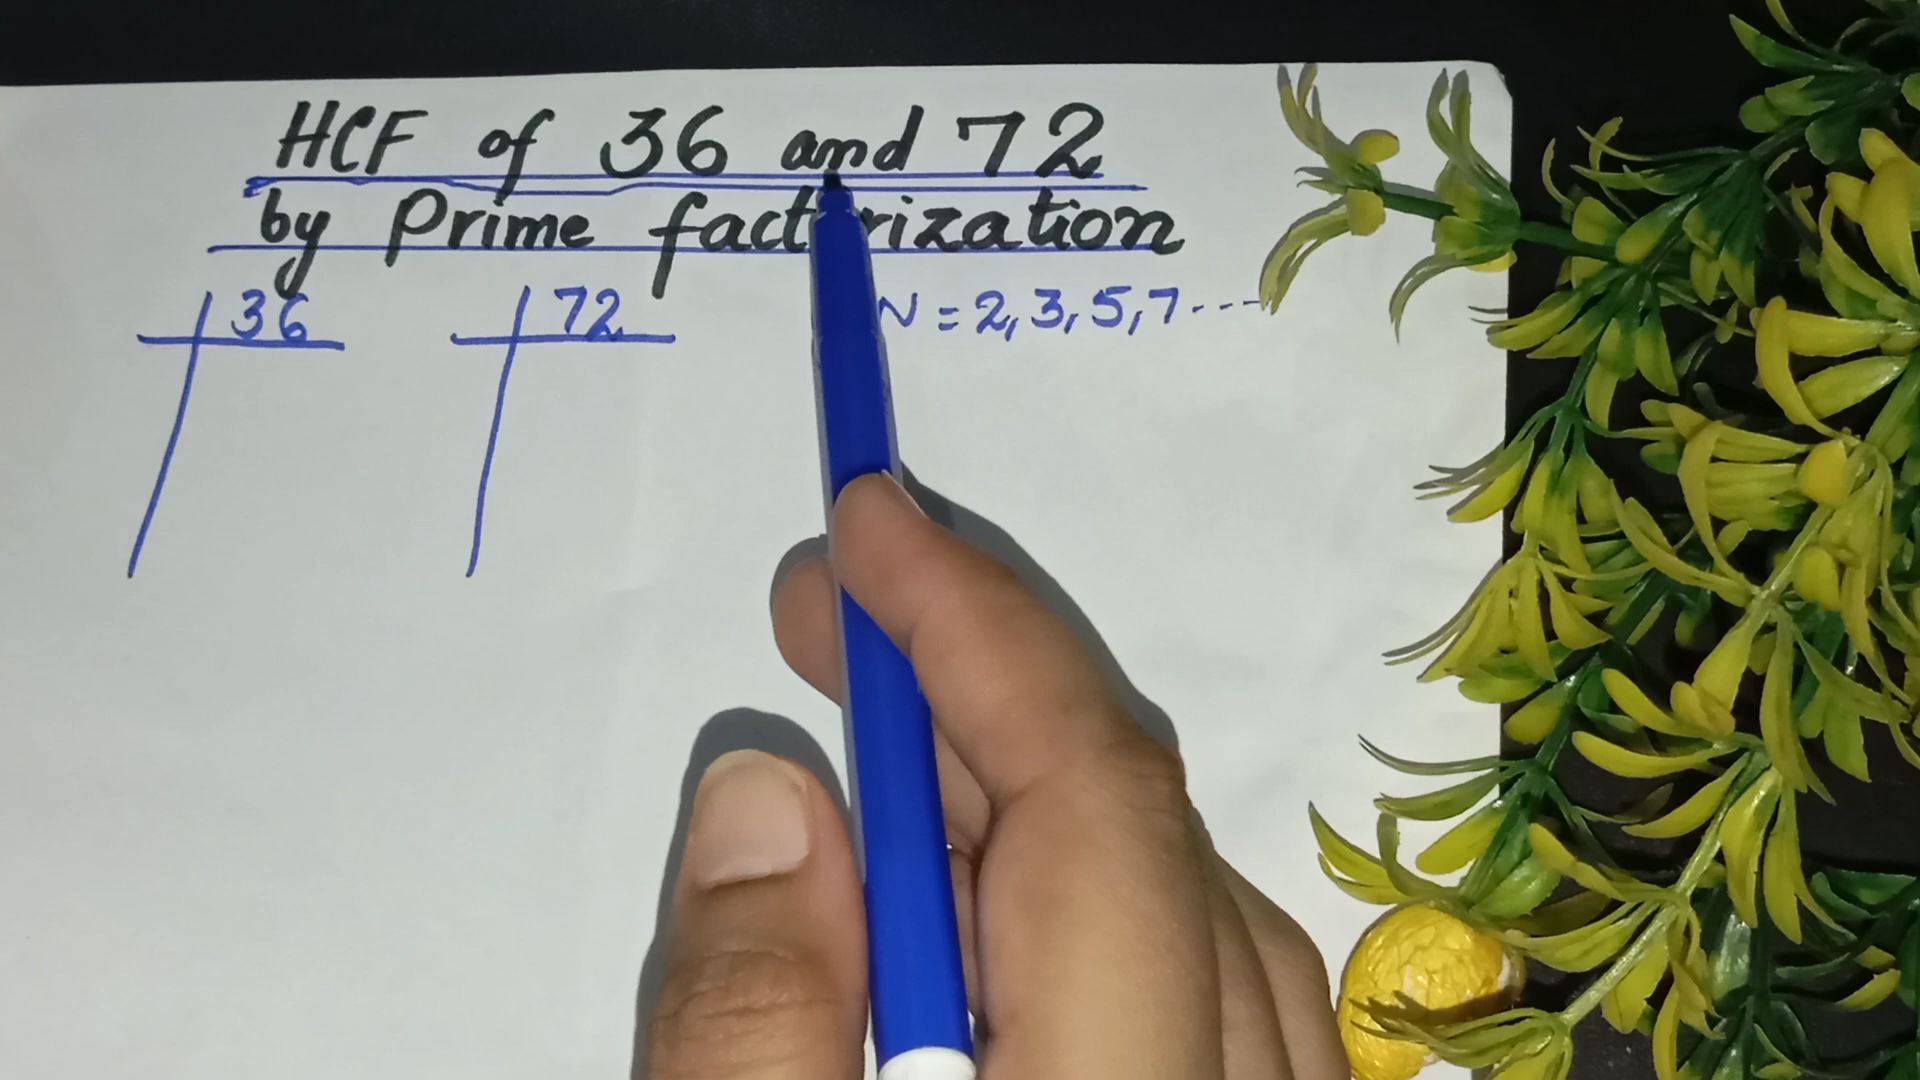 HCF of 36 and 72
by Prime factorization
36 72 N = 2, 3, 5, 7 ----